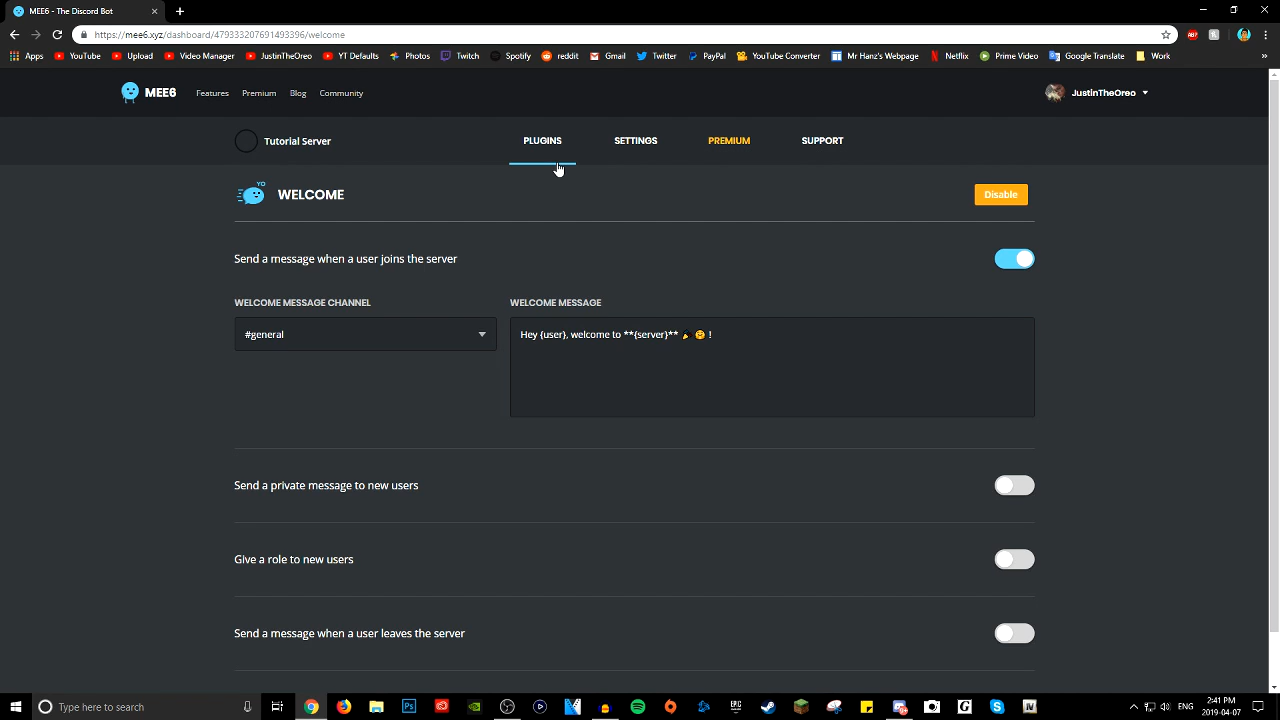 MEE6 - The Discord Bot
https://mee6.xyz/dashboard/479333207691493396/welcome
Apps YouTube Upload Video Manager JustinTheOreo YT Defaults Photos Twitch Spotify reddit Gmail Twitter PayPal YouTube Converter Mr Hanz's Webpage Netflix Prime Video Google Translate Work »
MEE6 Features Premium Blog Community JustinTheOreo
Tutorial Server PLUGINS SETTINGS PREMIUM SUPPORT
YO
WELCOME Disable
Send a message when a user joins the server
WELCOME MESSAGE CHANNEL WELCOME MESSAGE
#general Hey {user}, welcome to **{server}** 🎉🤗 !
Send a private message to new users
Give a role to new users
Send a message when a user leaves the server
Type here to search ENG 2:41 PM
2019-04-07